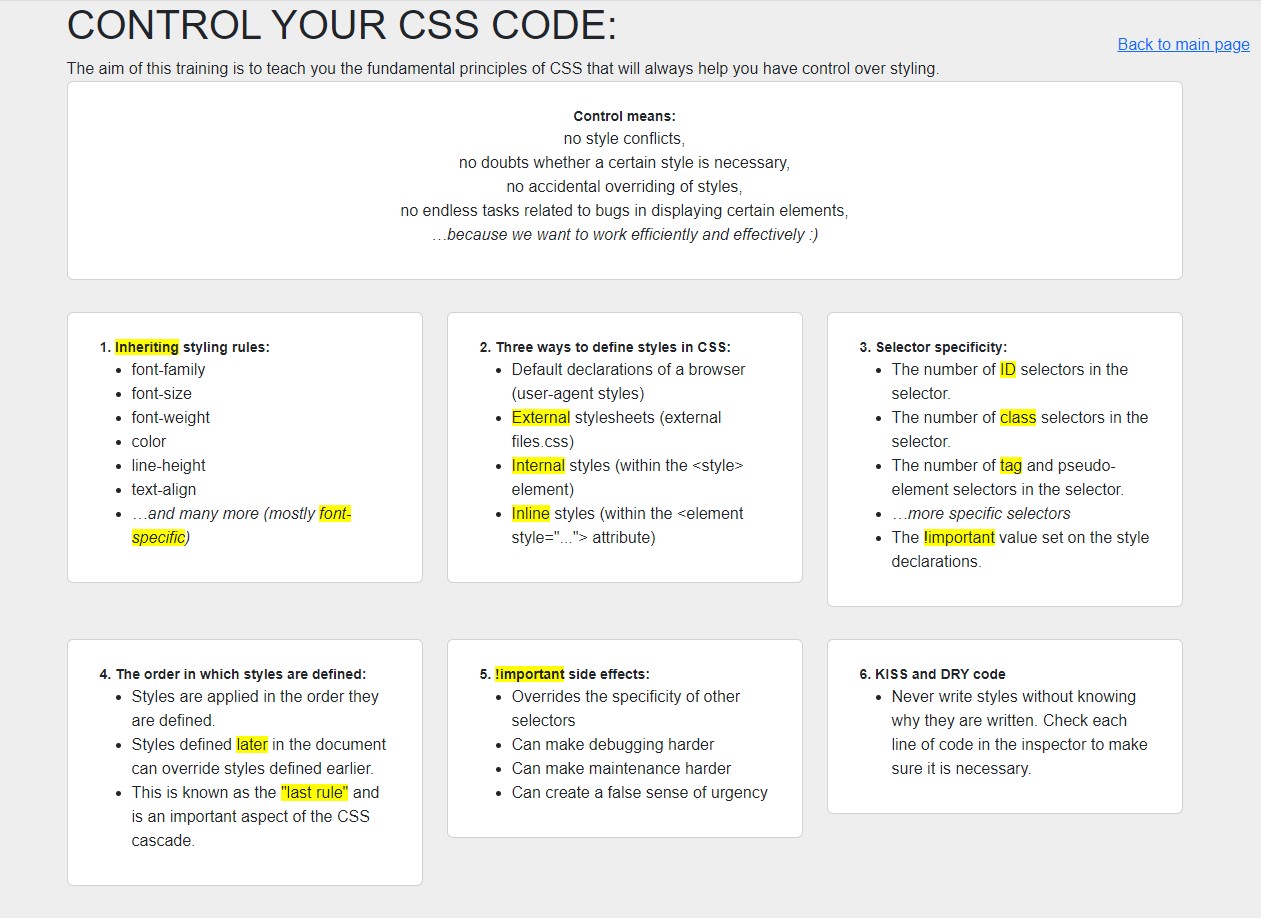 CONTROL YOUR CSS CODE:
Back to main page
The aim of this training is to teach you the fundamental principles of CSS that will always help you have control over styling.
Control means:
no style conflicts,
no doubts whether a certain style is necessary,
no accidental overriding of styles,
no endless tasks related to bugs in displaying certain elements,
…because we want to work efficiently and effectively :)
1. Inheriting styling rules:
• font-family
• font-size
• font-weight
• color
• line-height
• text-align
• …and many more (mostly font-
specific)
2. Three ways to define styles in CSS:
• Default declarations of a browser
(user-agent styles)
• External stylesheets (external
files.css)
• Internal styles (within the <style>
element)
• Inline styles (within the <element
style="..."> attribute)
3. Selector specificity:
• The number of ID selectors in the
selector.
• The number of class selectors in the
selector.
• The number of tag and pseudo-
element selectors in the selector.
• …more specific selectors
• The !important value set on the style
declarations.
4. The order in which styles are defined:
• Styles are applied in the order they
are defined.
• Styles defined later in the document
can override styles defined earlier.
• This is known as the "last rule" and
is an important aspect of the CSS
cascade.
5. !important side effects:
• Overrides the specificity of other
selectors
• Can make debugging harder
• Can make maintenance harder
• Can create a false sense of urgency
6. KISS and DRY code
• Never write styles without knowing
why they are written. Check each
line of code in the inspector to make
sure it is necessary.